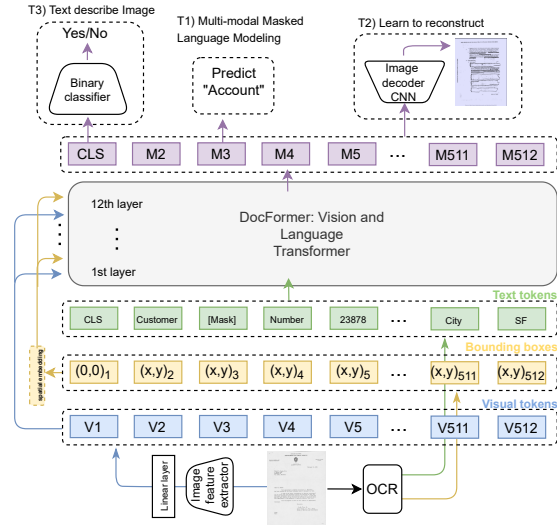 T3) Text describe Image
Yes/No
Binary
classifier
T1) Multi-modal Masked
Language Modeling
Predict
"Account"
T2) Learn to reconstruct
Image
decoder
CNN
CLS M2 M3 M4 M5 ... M511 M512
12th layer
1st layer
DocFormer: Vision and
Language
Transformer
Text tokens
CLS Customer [Mask] Number 23878 ... City SF
Bounding boxes
spatial embedding
(0,0)1 (x,y)2 (x,y)3 (x,y)4 (x,y)5 ... (x,y)511 (x,y)512
Visual tokens
V1 V2 V3 V4 V5 ... V511 V512
Linear layer
Image
feature
extractor
OCR